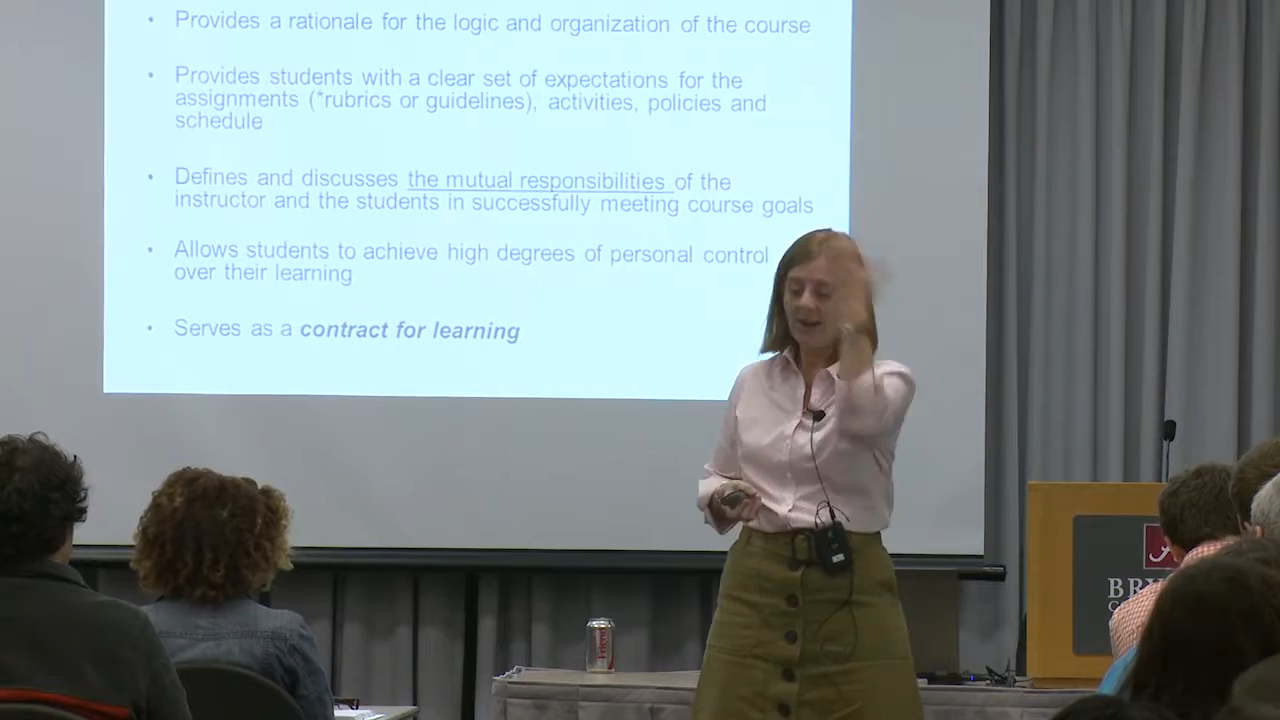 • Provides a rationale for the logic and organization of the course
• Provides students with a clear set of expectations for the
assignments (*rubrics or guidelines), activities, policies and
schedule
• Defines and discusses the mutual responsibilities of the
instructor and the students in successfully meeting course goals
• Allows students to achieve high degrees of personal control
over their learning
• Serves as a contract for learning
A